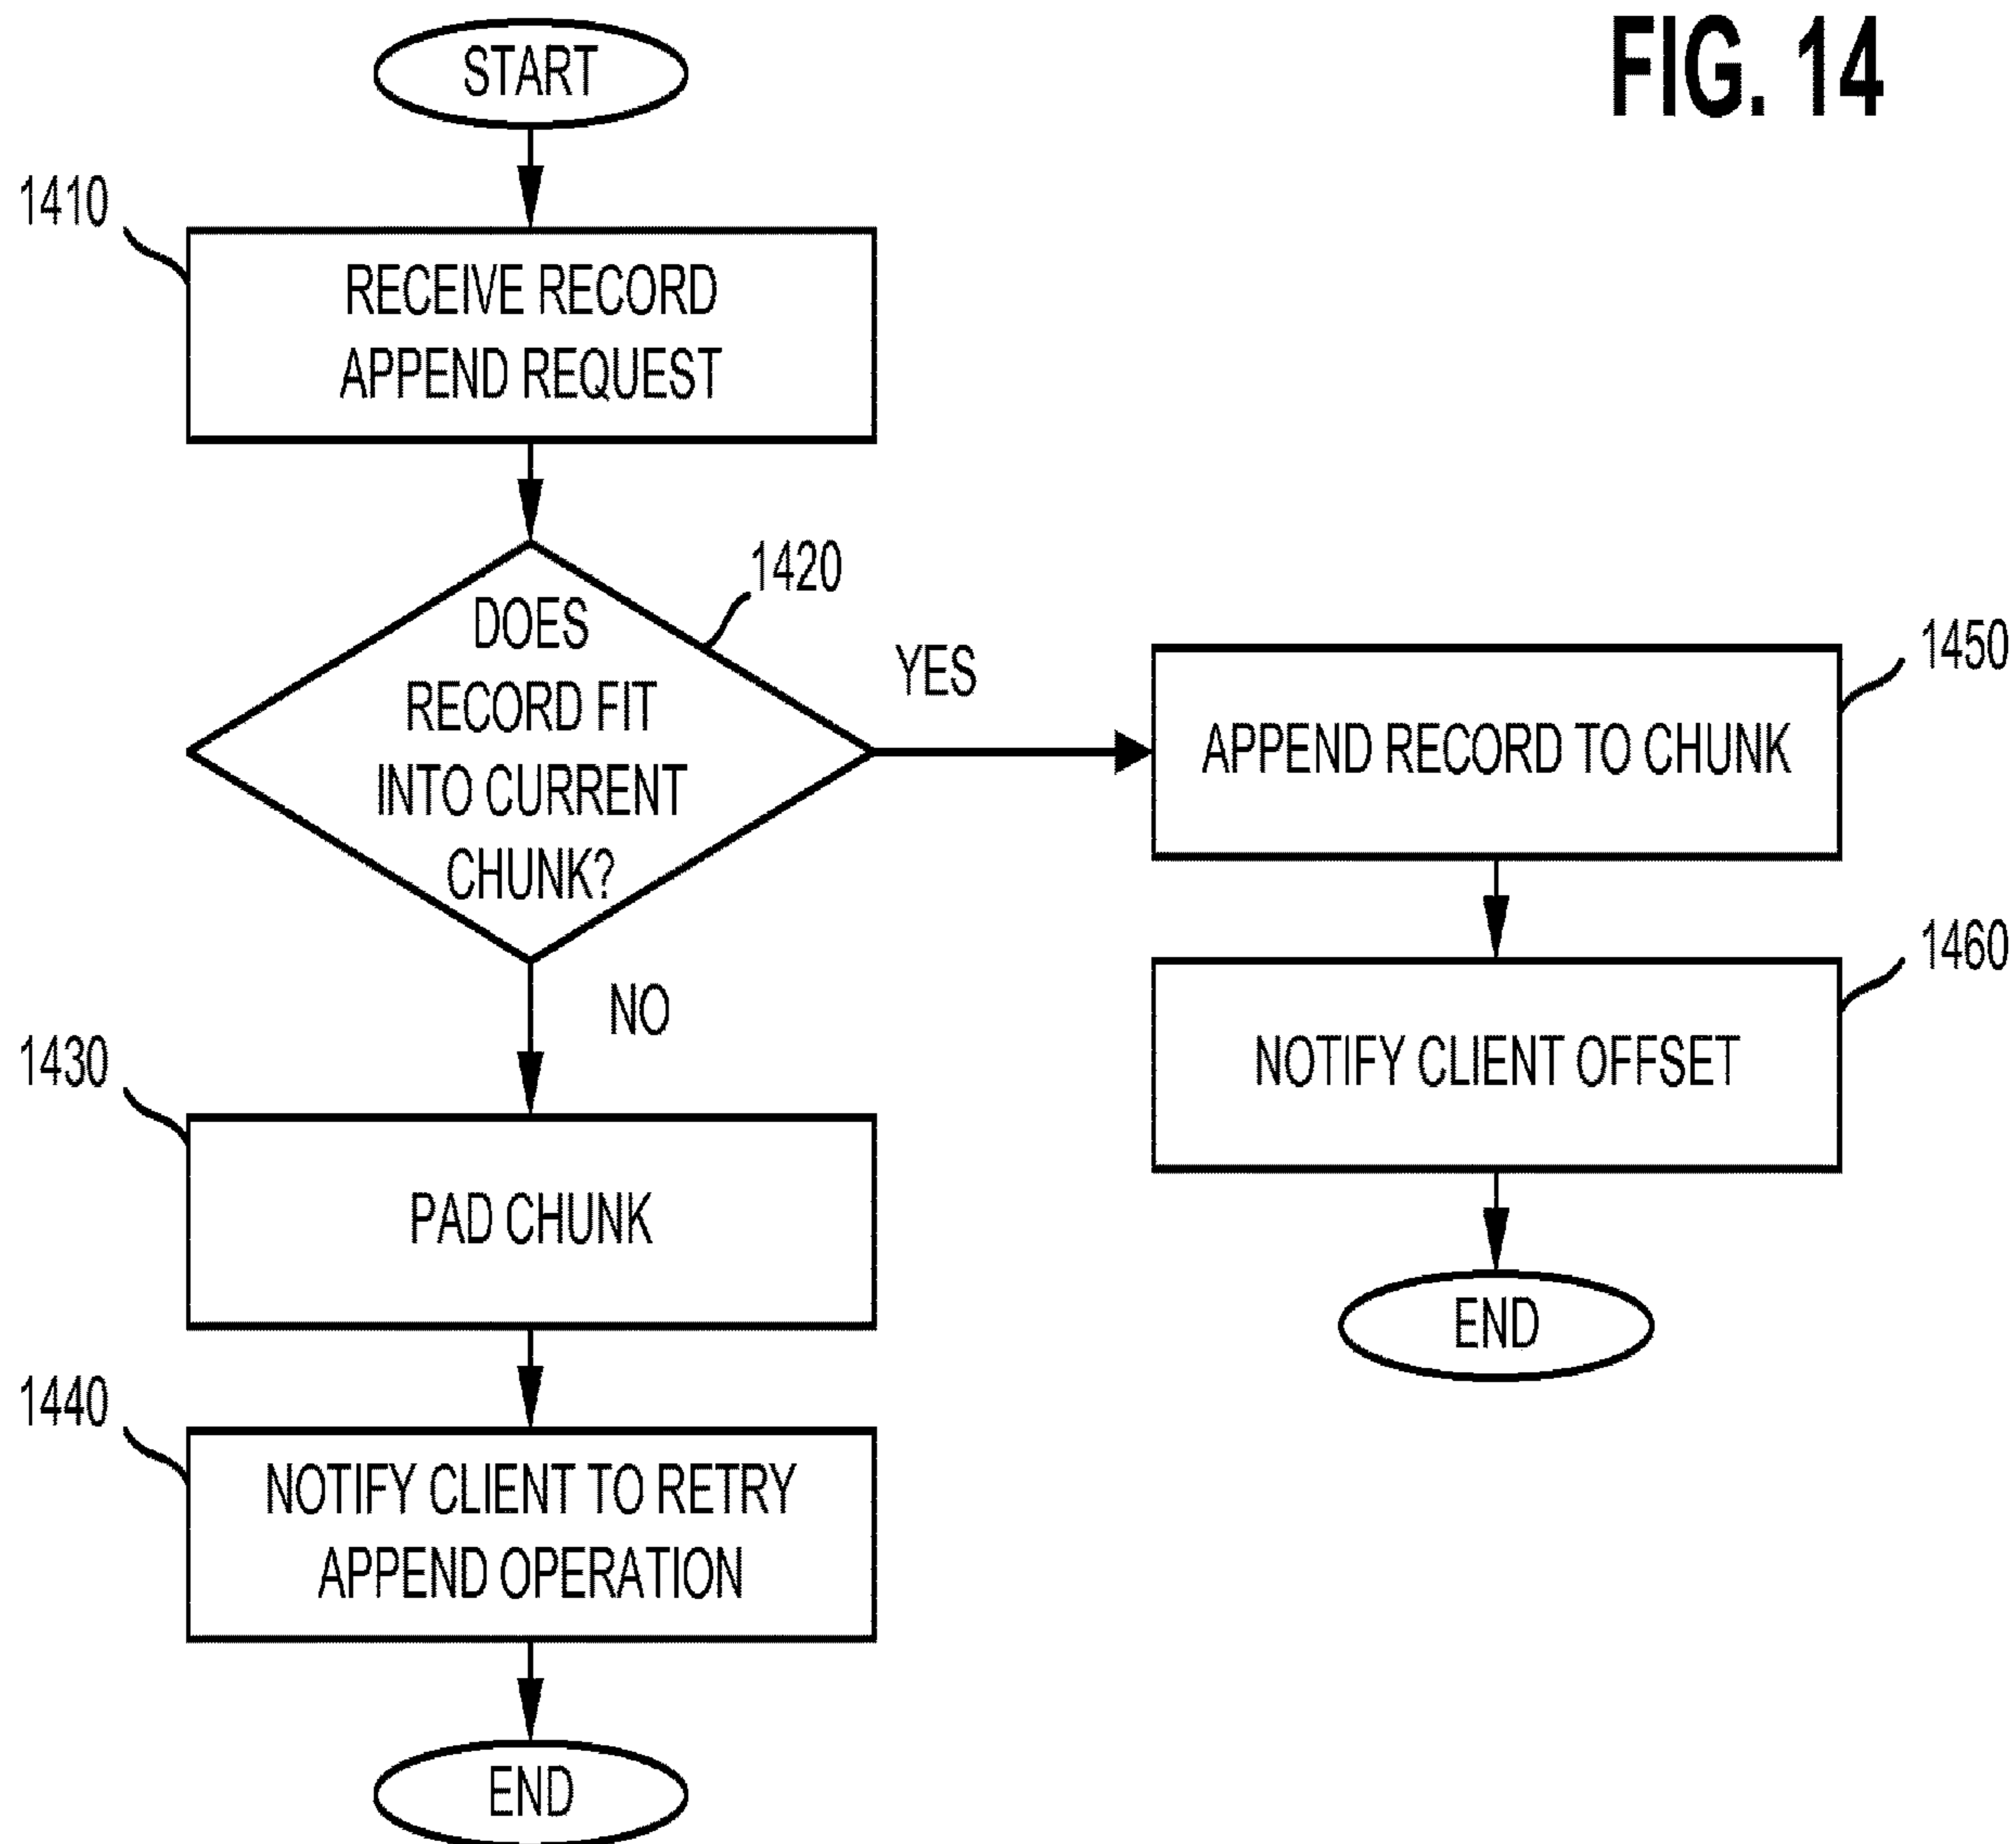 FIG. 14
START
1410
RECEIVE RECORD
APPEND REQUEST
1420
DOES
RECORD FIT
INTO CURRENT
CHUNK?
YES
1450
APPEND RECORD TO CHUNK
1460
NOTIFY CLIENT OFFSET
END
NO
1430
PAD CHUNK
1440
NOTIFY CLIENT TO RETRY
APPEND OPERATION
END